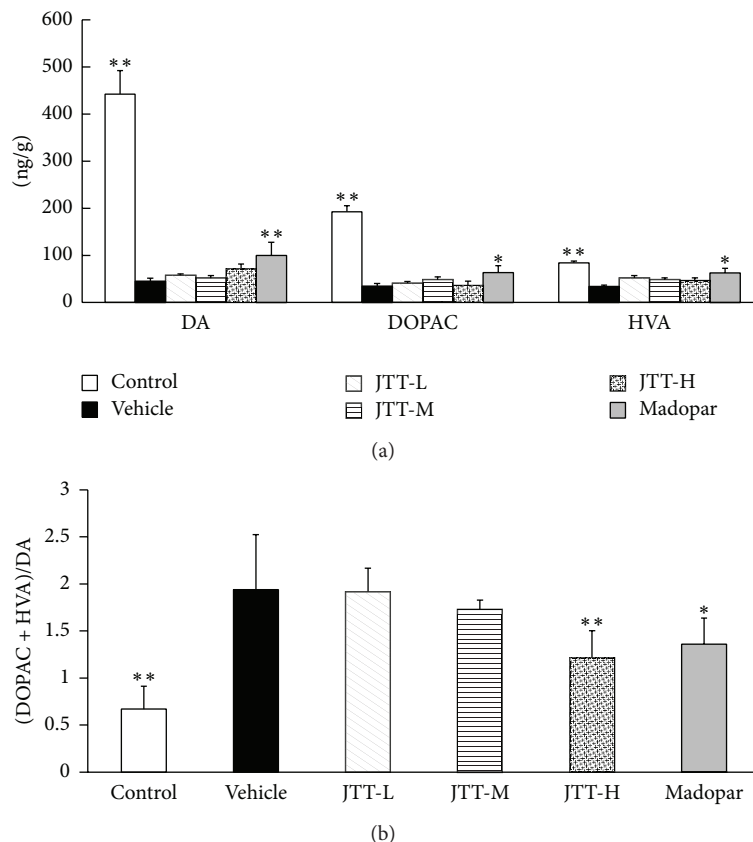 600
500
400
300
200
100
0
(ng/g)
**
**
**
**
*
*
DA DOPAC HVA
Control JTT-L JTT-H
Vehicle JTT-M Madopar
(a)
3
2.5
2
1.5
1
0.5
0
(DOPAC + HVA)/DA
**
**
*
Control Vehicle JTT-L JTT-M JTT-H Madopar
(b)